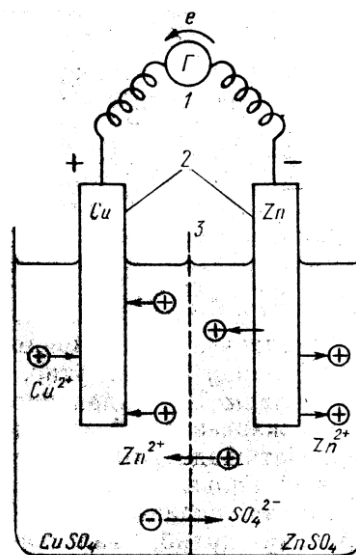 e
Г
1
+ −
2
Cu Zn
3
+
+
+ +
Cu²⁺
+ +
Zn²⁺
Zn²⁺ +
− SO₄²⁻
CuSO₄ ZnSO₄